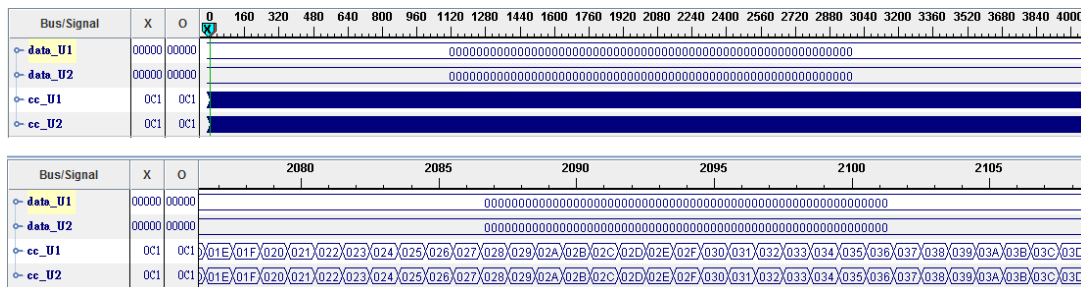 Bus/Signal X O 0 160 320 480 640 800 960 1120 1280 1440 1600 1760 1920 2080 2240 2400 2560 2720 2880 3040 3200 3360 3520 3680 3840 4000
X
data_U1 00000 00000 00000000000000000000000000000000000000000000000000
data_U2 00000 00000 00000000000000000000000000000000000000000000000000
cc_U1 0C1 0C1
cc_U2 0C1 0C1
Bus/Signal X O 2080 2085 2090 2095 2100 2105
data_U1 00000 00000 00000000000000000000000000000000000000000000000000
data_U2 00000 00000 00000000000000000000000000000000000000000000000000
cc_U1 0C1 0C1 01E 01F 020 021 022 023 024 025 026 027 028 029 02A 02B 02C 02D 02E 02F 030 031 032 033 034 035 036 037 038 039 03A 03B 03C 03D
cc_U2 0C1 0C1 01E 01F 020 021 022 023 024 025 026 027 028 029 02A 02B 02C 02D 02E 02F 030 031 032 033 034 035 036 037 038 039 03A 03B 03C 03D